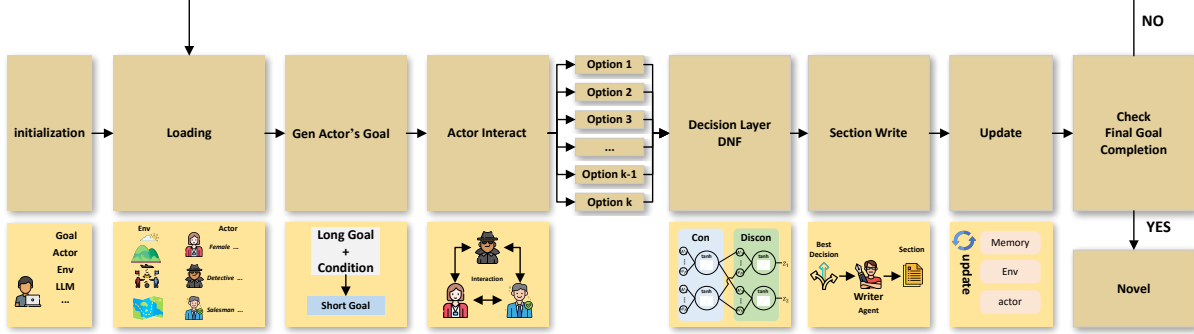 NO
initialization
Loading
Gen Actor's Goal
Actor Interact
Option 1
Option 2
Option 3
...
Option k-1
Option k
Decision Layer
DNF
Section Write
Update
Check
Final Goal
Completion
YES
Goal
Actor
Env
LLM
...
Env
Actor
Female ...
Detective ...
Salesman ...
Long Goal
+
Condition
Short Goal
Interaction
Con
Discon
tanh
tanh
tanh
tanh
Best
Decision
Section
Writer
Agent
update
Memory
Env
actor
Novel